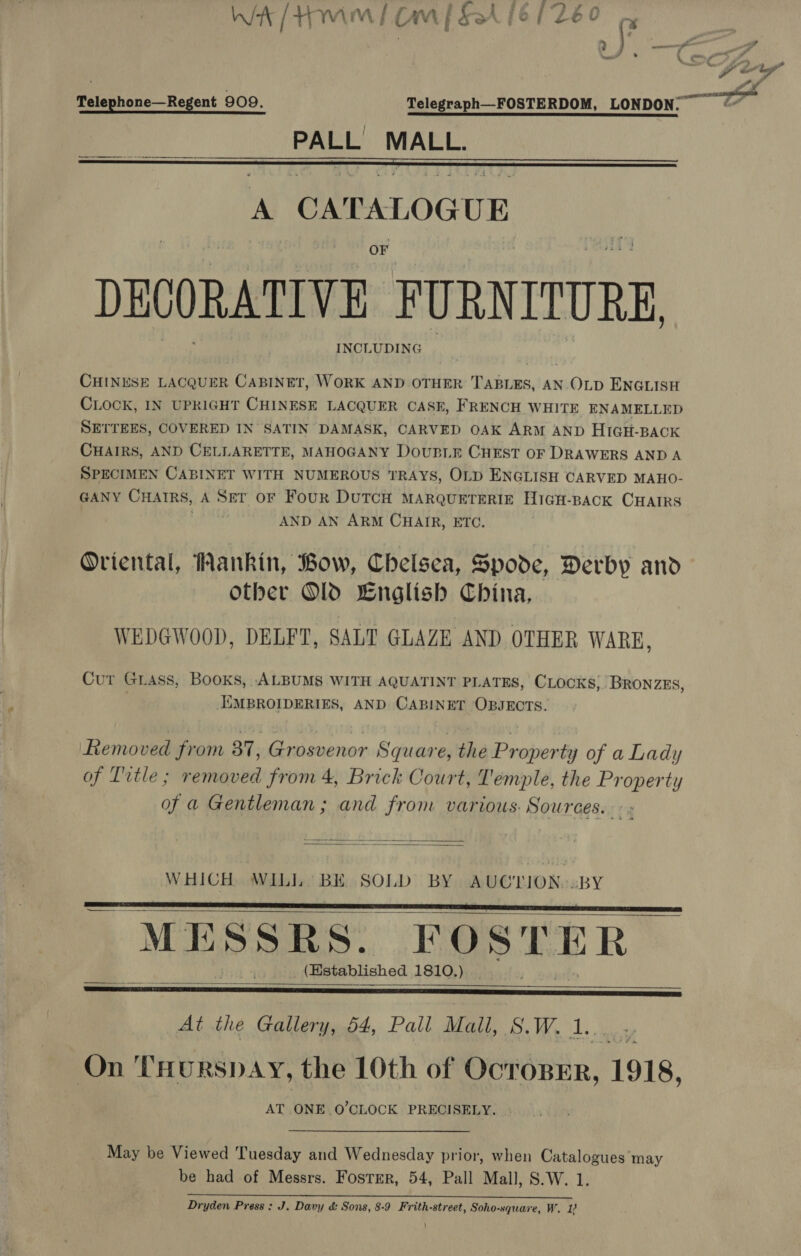 WA/HMM/CM/Sal/6/260
Telephone—Regent 909. Telegraph—FOSTERDOM, LONDON.
PALL MALL.
A CATALOGUE
OF
DECORATIVE FURNITURE,
INCLUDING
CHINESE LACQUER CABINET, WORK AND OTHER TABLES, AN OLD ENGLISH
CLOCK, IN UPRIGHT CHINESE LACQUER CASE, FRENCH WHITE ENAMELLED
SETTEES, COVERED IN SATIN DAMASK, CARVED OAK ARM AND HIGH-BACK
CHAIRS, AND CELLARETTE, MAHOGANY DOUBLE CHEST OF DRAWERS AND A
SPECIMEN CABINET WITH NUMEROUS TRAYS, OLD ENGLISH CARVED MAHO-
GANY CHAIRS, A SET OF FOUR DUTCH MARQUETERIE HIGH-BACK CHAIRS
AND AN ARM CHAIR, ETC.
Oriental, Nankin, Bow, Chelsea, Spode, Derby and
other Old English China,
WEDGWOOD, DELFT, SALT GLAZE AND OTHER WARE,
CUT GLASS, BOOKS, ALBUMS WITH AQUATINT PLATES, CLOCKS, BRONZES,
EMBROIDERIES, AND CABINET OBJECTS.
Removed from 37, Grosvenor Square, the Property of a Lady
of Title; removed from 4, Brick Court, Temple, the Property
of a Gentleman; and from various Sources.
WHICH WILL BE SOLD BY AUCTION BY
MESSRS. FOSTER
(Established 1810.)
At the Gallery, 54, Pall Mall, S.W. 1.
On THURSDAY, the 10th of OCTOBER, 1918,
AT ONE O'CLOCK PRECISELY.
May be Viewed Tuesday and Wednesday prior, when Catalogues may
be had of Messrs. FOSTER, 54, Pall Mall, S.W. 1.
Dryden Press: J. Davy & Sons, 8-9 Frith-street, Soho-square, W. 1